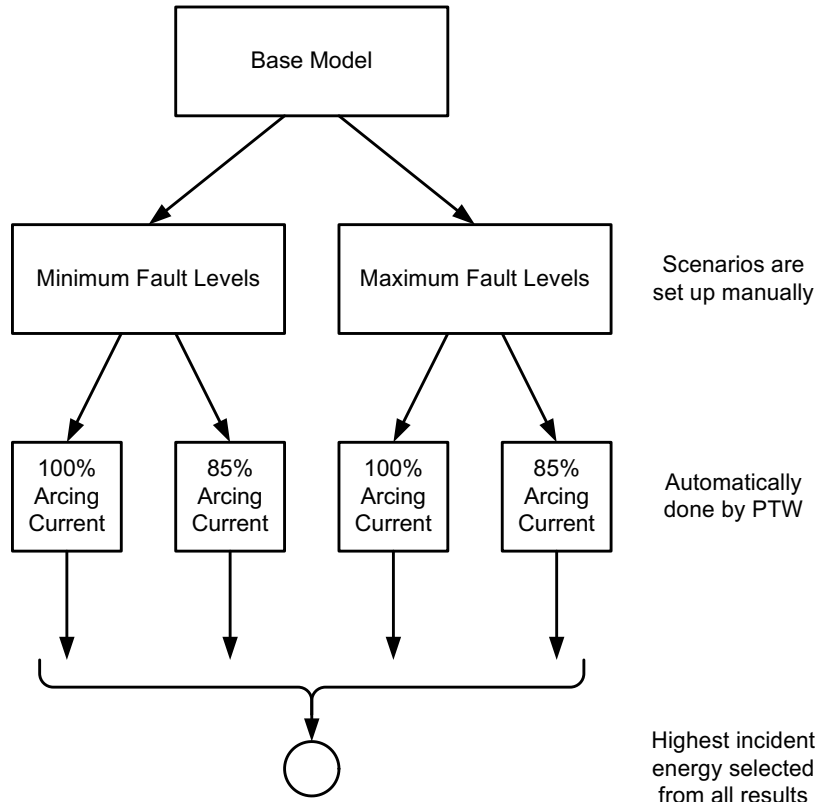 Base Model
Minimum Fault Levels
Maximum Fault Levels
Scenarios are
set up manually
100%
Arcing
Current
85%
Arcing
Current
100%
Arcing
Current
85%
Arcing
Current
Automatically
done by PTW
Highest incident
energy selected
from all results